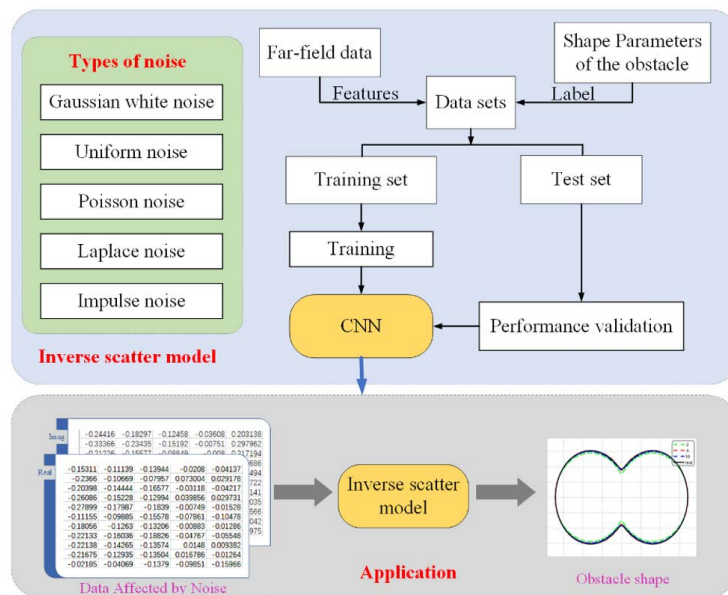 Types of noise
Gaussian white noise
Uniform noise
Poisson noise
Laplace noise
Impulse noise
Inverse scatter model
Far-field data
Shape Parameters
of the obstacle
Features
Label
Data sets
Training set
Test set
Training
CNN
Performance validation
Imag
-0.24416 -0.18297 -0.12458 -0.03608 0.203138
-0.33366 -0.23435 -0.15192 -0.00751 0.297962
Real
-0.15311 -0.11139 -0.13944 -0.0208 -0.04137
-0.2366 -0.10669 -0.07957 0.073004 0.029178
-0.20398 -0.14444 -0.16577 -0.03118 -0.04217
-0.26086 -0.15228 -0.12994 0.039856 0.029731
-0.27899 -0.17987 -0.1839 -0.00749 -0.01528
-0.11155 -0.09885 -0.15578 -0.07861 -0.10478
-0.18056 -0.1263 -0.13206 -0.00883 -0.01286
-0.22133 -0.16036 -0.18826 -0.04767 -0.05548
-0.22138 -0.14265 -0.13574 0.0148 0.009382
-0.21675 -0.12935 -0.13504 0.016786 -0.01264
-0.02185 -0.04069 -0.1379 -0.09851 -0.15966
Data Affected by Noise
Inverse scatter
model
Application
Obstacle shape